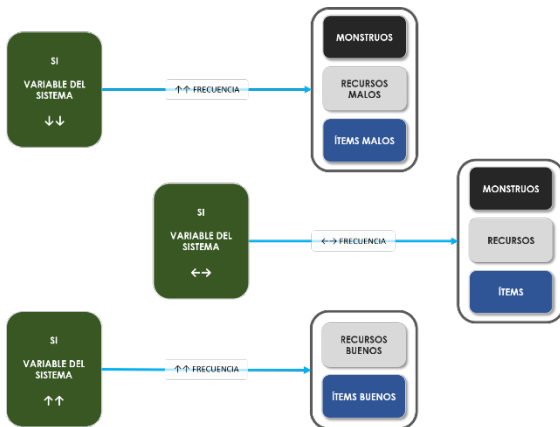 SI
VARIABLE DEL
SISTEMA
↓↓
↑↑ FRECUENCIA
MONSTRUOS
RECURSOS
MALOS
ÍTEMS MALOS
SI
VARIABLE DEL
SISTEMA
←→
←→ FRECUENCIA
MONSTRUOS
RECURSOS
ÍTEMS
SI
VARIABLE DEL
SISTEMA
↑↑
↑↑ FRECUENCIA
RECURSOS
BUENOS
ÍTEMS BUENOS